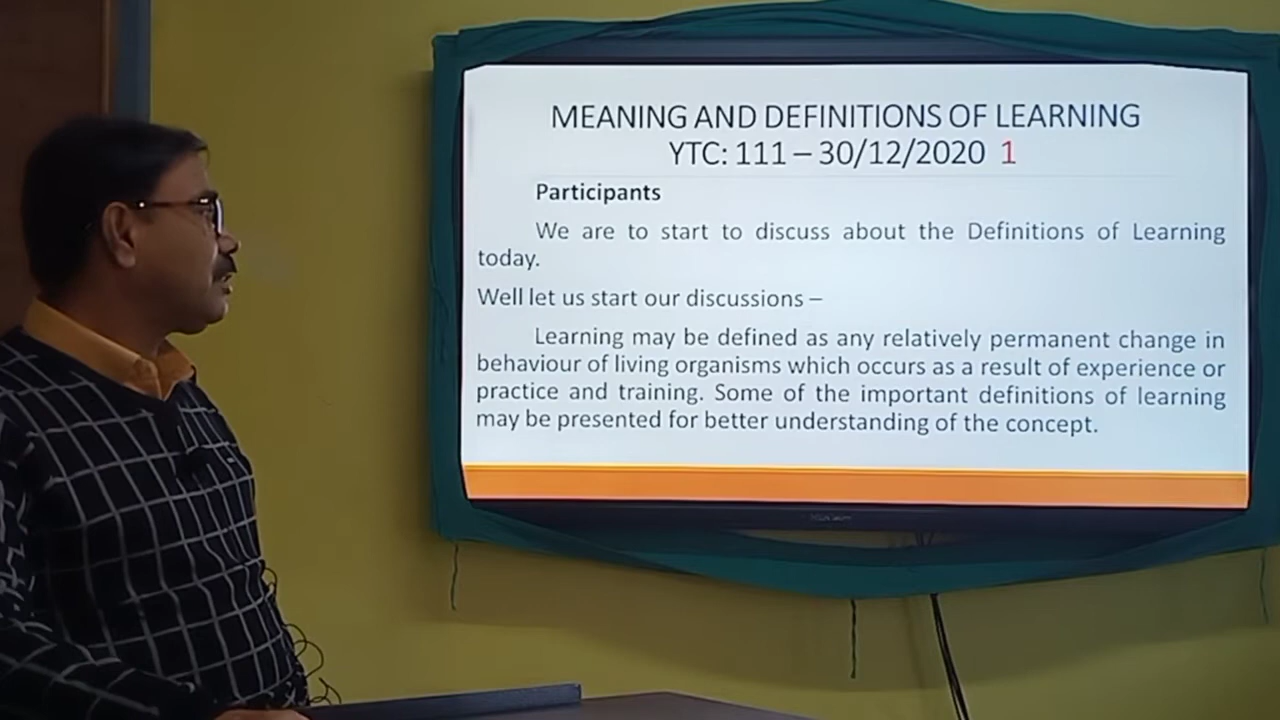 MEANING AND DEFINITIONS OF LEARNING
YTC: 111 – 30/12/2020 1
Participants
We are to start to discuss about the Definitions of Learning
today.
Well let us start our discussions –
Learning may be defined as any relatively permanent change in
behaviour of living organisms which occurs as a result of experience or
practice and training. Some of the important definitions of learning
may be presented for better understanding of the concept.